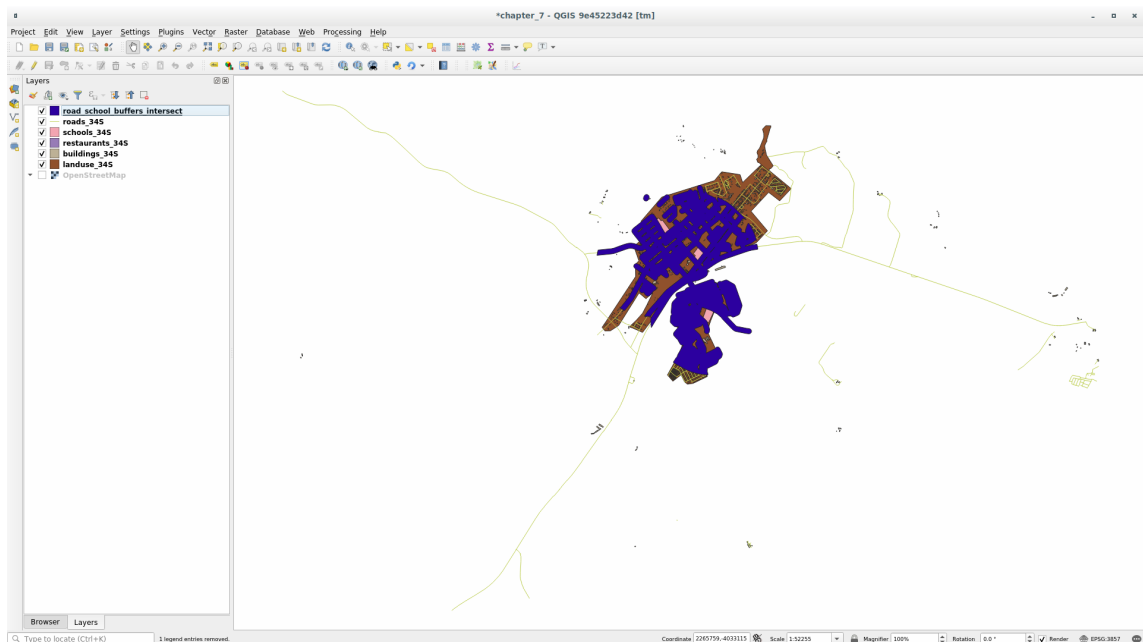 *chapter_7 - QGIS 9e45223d42 [tm]
Project Edit View Layer Settings Plugins Vector Raster Database Web Processing Help
Layers
road_school_buffers_intersect
roads_34S
schools_34S
restaurants_34S
buildings_34S
landuse_34S
OpenStreetMap
Browser Layers
Type to locate (Ctrl+K) 1 legend entries removed. Coordinate 2265759,-4033115 Scale 1:52255 Magnifier 100% Rotation 0.0 ° Render EPSG:3857